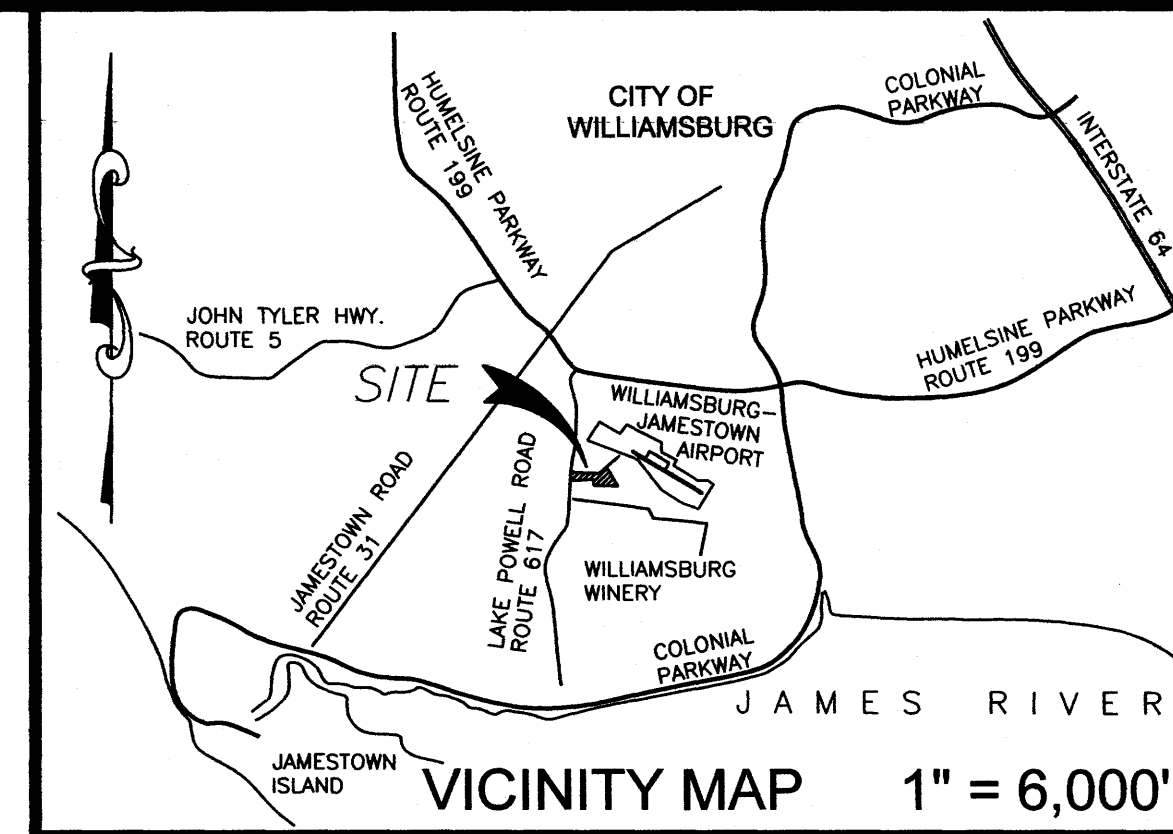 COLONIAL
PARKWAY
CITY OF
WILLIAMSBURG
HUMELSINE PARKWAY
ROUTE 199
INTERSTATE 64
JOHN TYLER HWY.
ROUTE 5
HUMELSINE PARKWAY
ROUTE 199
SITE
WILLIAMSBURG-
JAMESTOWN
AIRPORT
JAMESTOWN ROAD
ROUTE 31
LAKE POWELL ROAD
ROUTE 617
WILLIAMSBURG
WINERY
COLONIAL
PARKWAY
JAMES RIVER
JAMESTOWN
ISLAND
VICINITY MAP 1" = 6,000'